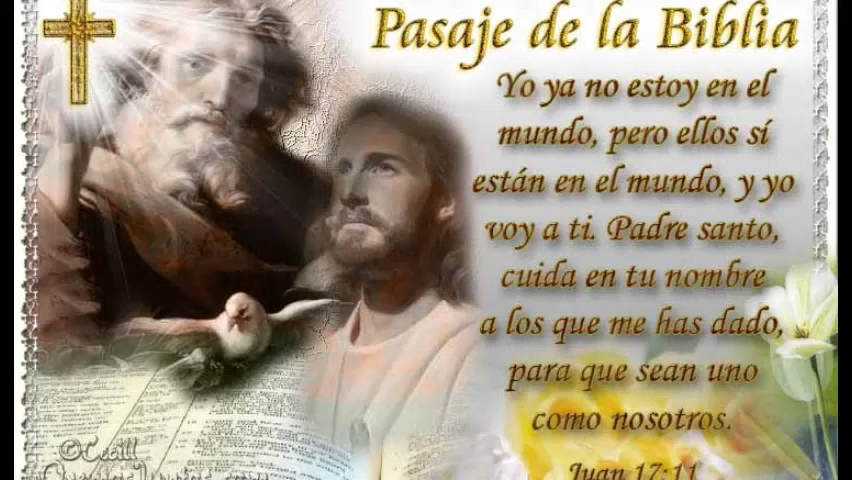 Pasaje de la Biblia
Yo ya no estoy en el
mundo, pero ellos sí
están en el mundo, y yo
voy a ti. Padre santo,
cuida en tu nombre
a los que me has dado,
para que sean uno
como nosotros.
Juan 17:11
©Cecill